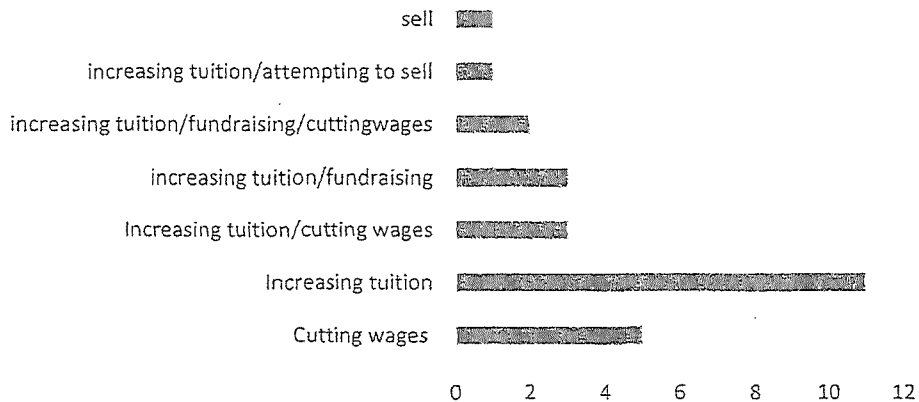 sell
increasing tuition/attempting to sell
increasing tuition/fundraising/cuttingwages
increasing tuition/fundraising
Increasing tuition/cutting wages
Increasing tuition
Cutting wages
0 2 4 6 8 10 12